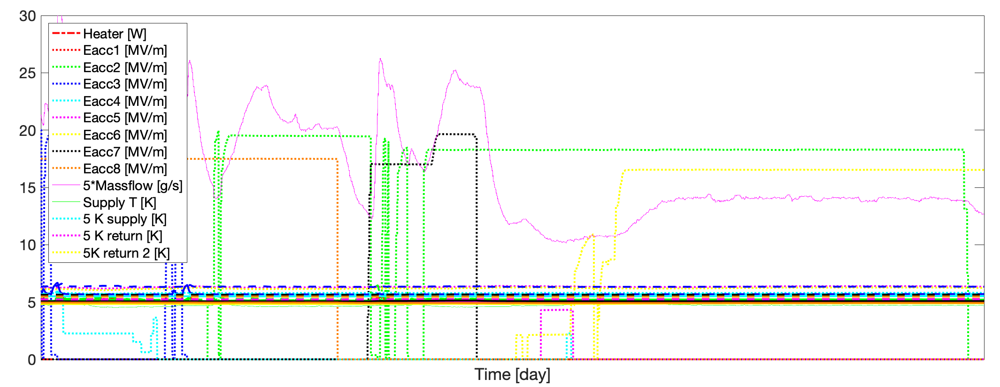 30
25
20
15
10
5
0
Heater [W]
Eacc1 [MV/m]
Eacc2 [MV/m]
Eacc3 [MV/m]
Eacc4 [MV/m]
Eacc5 [MV/m]
Eacc6 [MV/m]
Eacc7 [MV/m]
Eacc8 [MV/m]
5*Massflow [g/s]
Supply T [K]
5 K supply [K]
5 K return [K]
5K return 2 [K]
Time [day]